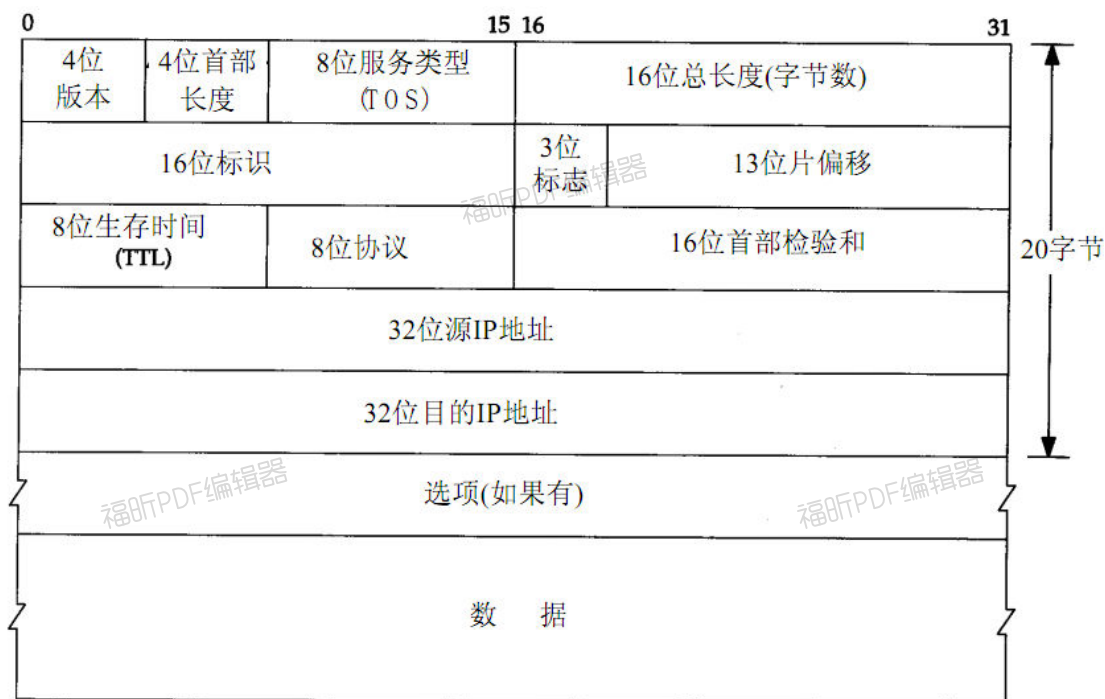 0 15 16 31
4位
版本
4位首部
长度
8位服务类型
(TOS)
16位总长度(字节数)
16位标识
3位
标志
13位片偏移
福昕PDF编辑器
8位生存时间
(TTL)
8位协议
16位首部检验和
20字节
32位源IP地址
32位目的IP地址
选项(如果有)
福昕PDF编辑器
福昕PDF编辑器
数 据